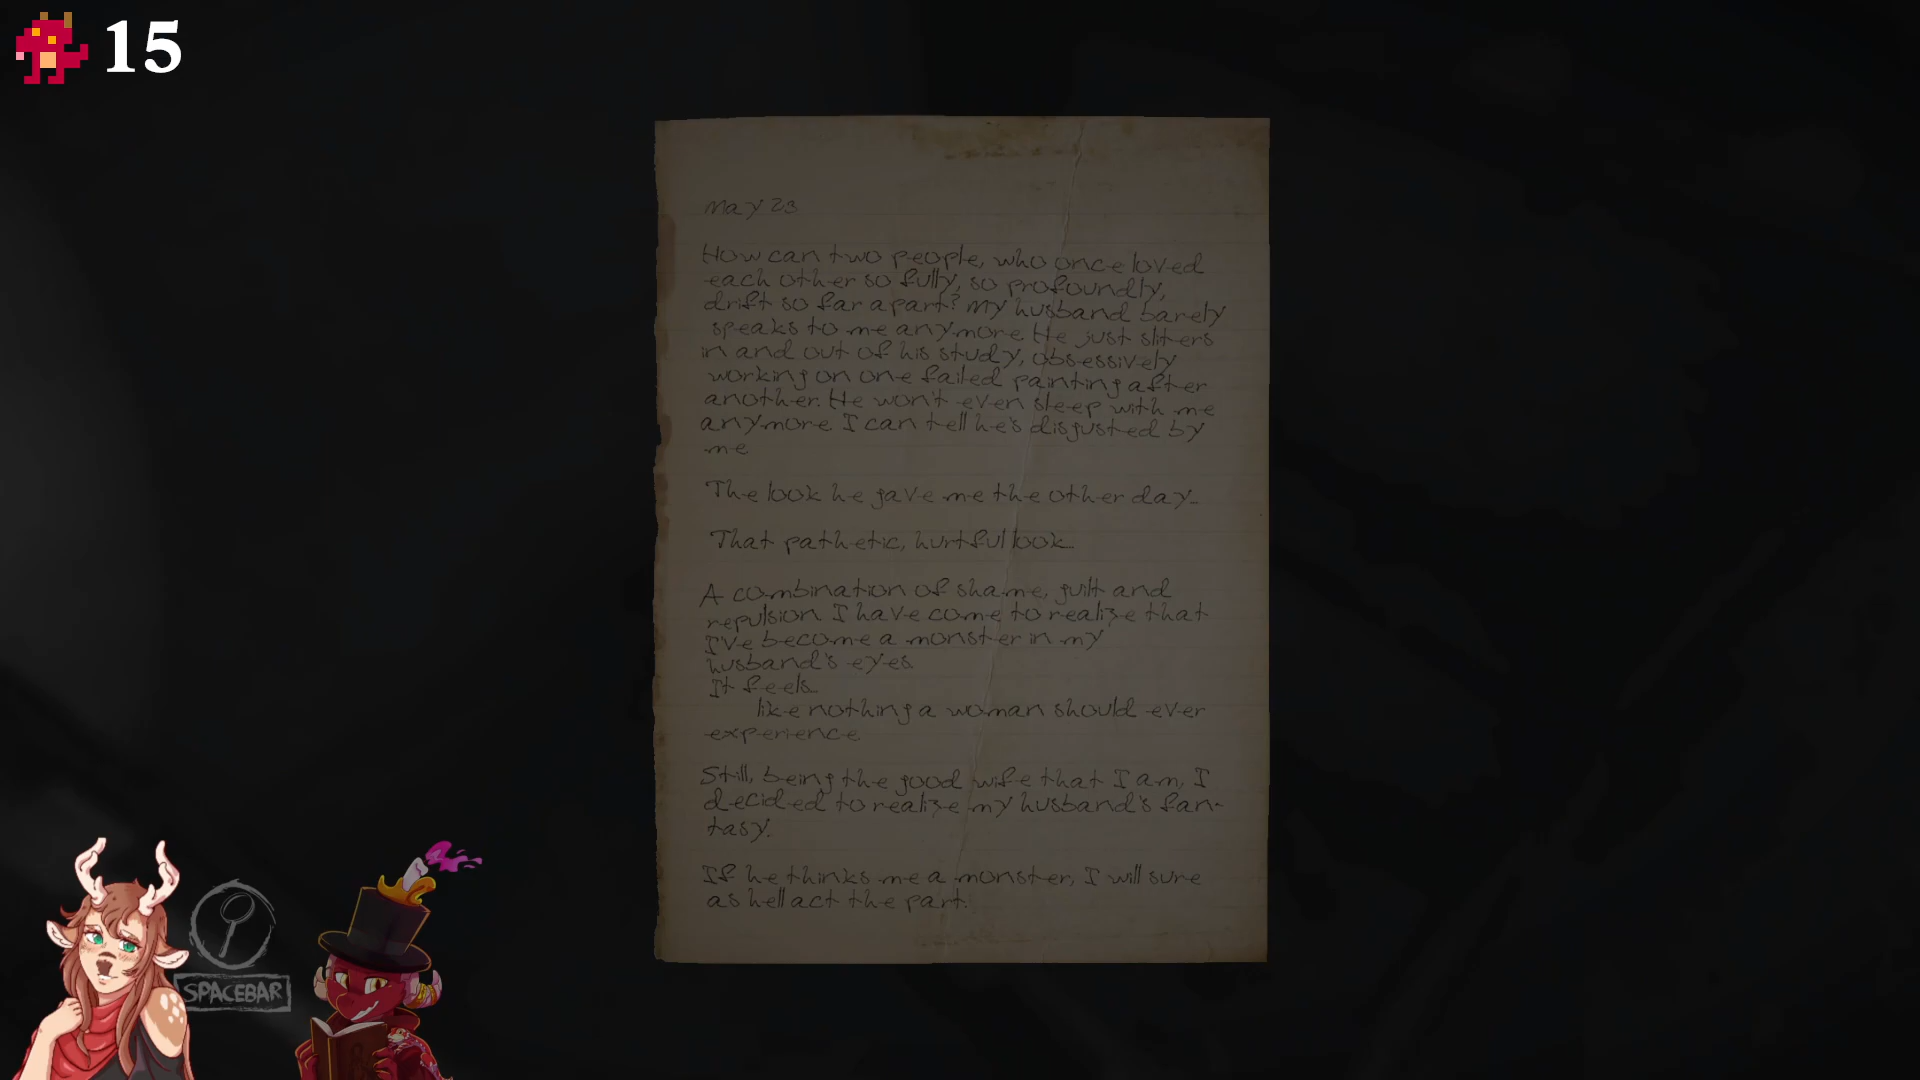 15
May 23
How can two people, who once loved
each other so fully, so profoundly,
drift so far apart? My husband barely
speaks to me anymore. He just sliters
in and out of his study, obsessively
working on one failed painting after
another. He won't even sleep with me
anymore. I can tell he's disgusted by
me.
The look he gave me the other day...
That pathetic, hurtful look...
A combination of shame, guilt and
repulsion. I have come to realize that
I've become a monster in my
husband's eyes.
It feels...
like nothing a woman should ever
experience.
Still, being the good wife that I am, I
decided to realize my husband's fan-
tasy.
If he thinks me a monster, I will sure
as hell act the part.
SPACEBAR